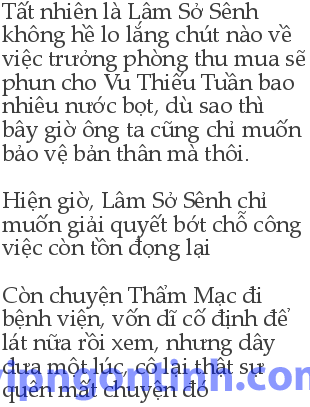 Tất nhiên là Lâm Sở Sênh
không hề lo lắng chút nào về
việc trưởng phòng thu mua sẽ
phun cho Vu Thiếu Tuần bao
nhiêu nước bọt, dù sao thì
bây giờ ông ta cũng chỉ muốn
bảo vệ bản thân mà thôi.
Hiện giờ, Lâm Sở Sênh chỉ
muốn giải quyết bớt chỗ công
việc còn tồn đọng lại
Còn chuyện Thẩm Mạc đi
bệnh viện, vốn dĩ cố định để
lát nữa rồi xem, nhưng dây
dưa một lúc, cô lại thật sự
quên mất chuyện đó
vipngontinh.com